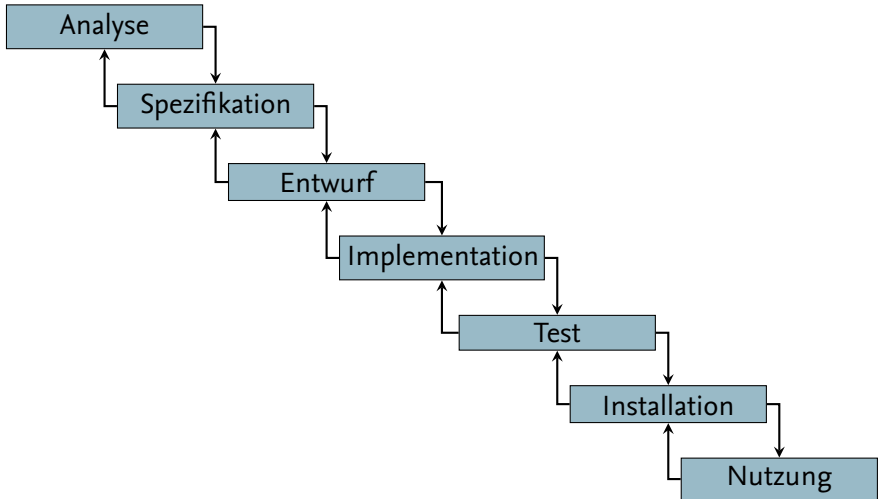 Analyse
Spezifikation
Entwurf
Implementation
Test
Installation
Nutzung